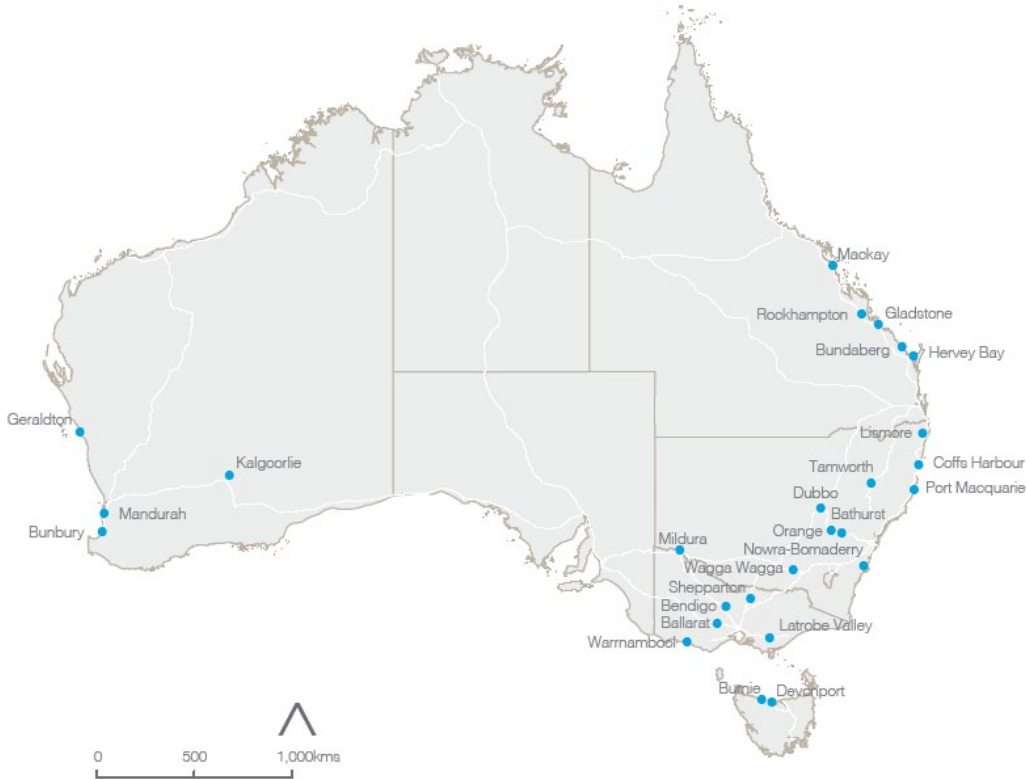 Mackay
Rockhampton
Gladstone
Bundaberg
Hervey Bay
Geraldton
Lismore
Kalgoorlie
Coffs Harbour
Tamworth
Port Macquarie
Dubbo
Mandurah
Bathurst
Bunbury
Orange
Mildura
Nowra-Bomaderry
Wagga Wagga
Shepparton
Bendigo
Ballarat
Latrobe Valley
Warrnambool
Burnie
Devonport
0 500 1,000kms